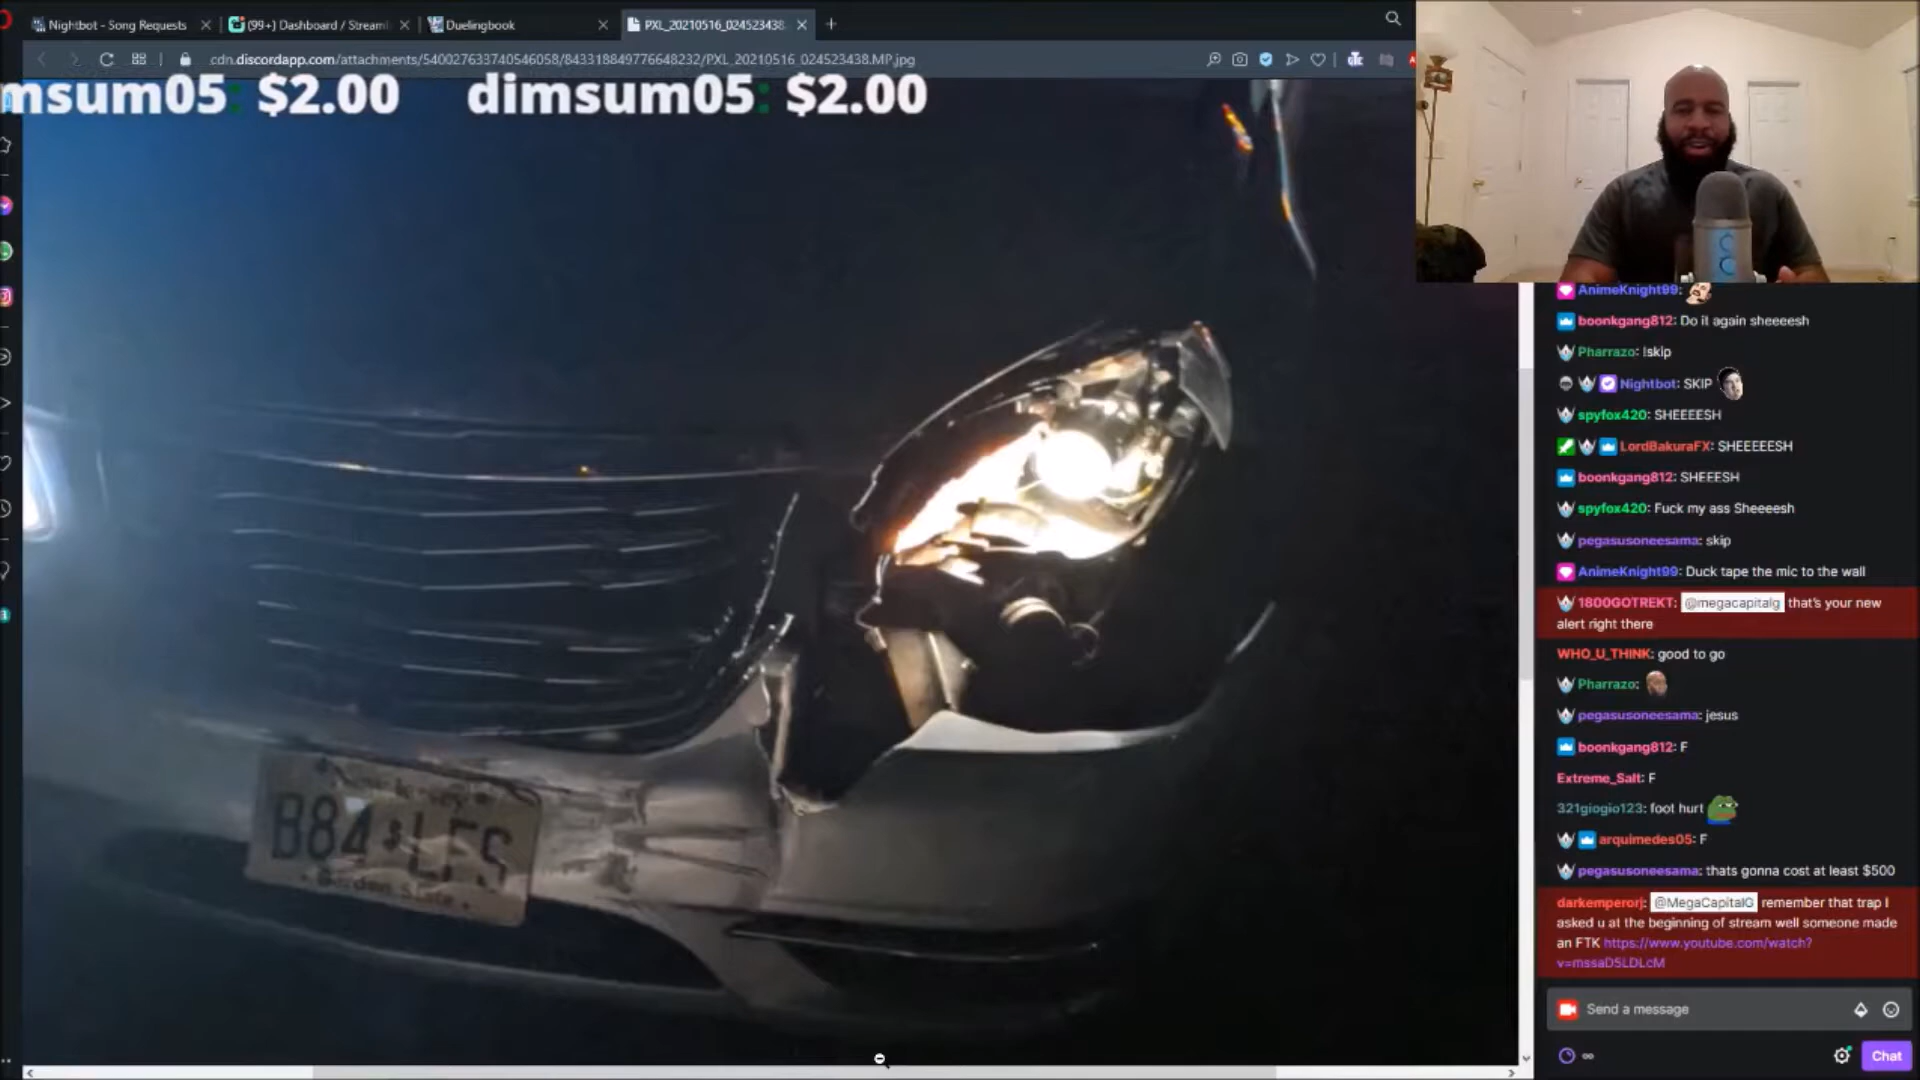 Nightbot - Song Requests
(99+) Dashboard / Streaml
Duelingbook
PXL_20210516_024523438.
cdn.discordapp.com/attachments/540027633740546058/843318849776648232/PXL_20210516_024523438.MP.jpg
msum05: $2.00 dimsum05: $2.00
B84 LFS
Garden State
AnimeKnight99:
boonkgang812: Do it again sheeeesh
Pharrazo: !skip
Nightbot: SKIP
spyfox420: SHEEEESH
LordBakuraFX: SHEEEEESH
boonkgang812: SHEEESH
spyfox420: Fuck my ass Sheeeesh
pegasusoneesama: skip
AnimeKnight99: Duck tape the mic to the wall
1800GOTREKT: @megacapitalg that's your new
alert right there
WHO_U_THINK: good to go
Pharrazo:
pegasusoneesama: jesus
boonkgang812: F
Extreme_Salt: F
321giogio123: foot hurt
arquimedes05: F
pegasusoneesama: thats gonna cost at least $500
darkemperorj: @MegaCapitalG remember that trap I
asked u at the beginning of stream well someone made
an FTK https://www.youtube.com/watch?
v=mssaD5LDLcM
Send a message
Chat